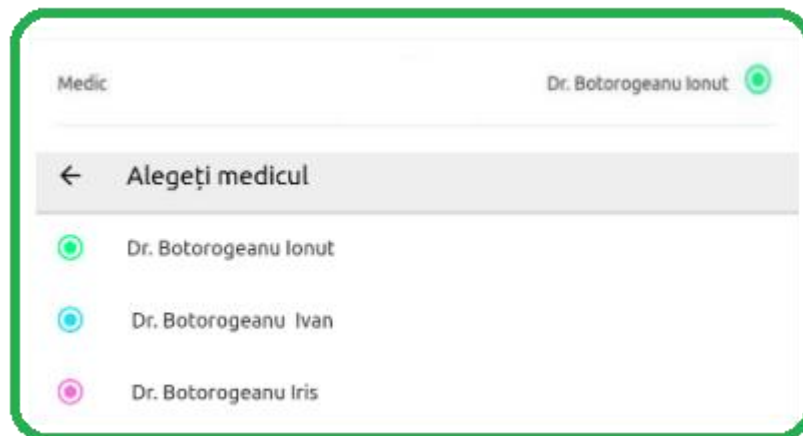 Medic Dr. Botorogeanu Ionut
Alegeți medicul
Dr. Botorogeanu Ionut
Dr. Botorogeanu Ivan
Dr. Botorogeanu Iris